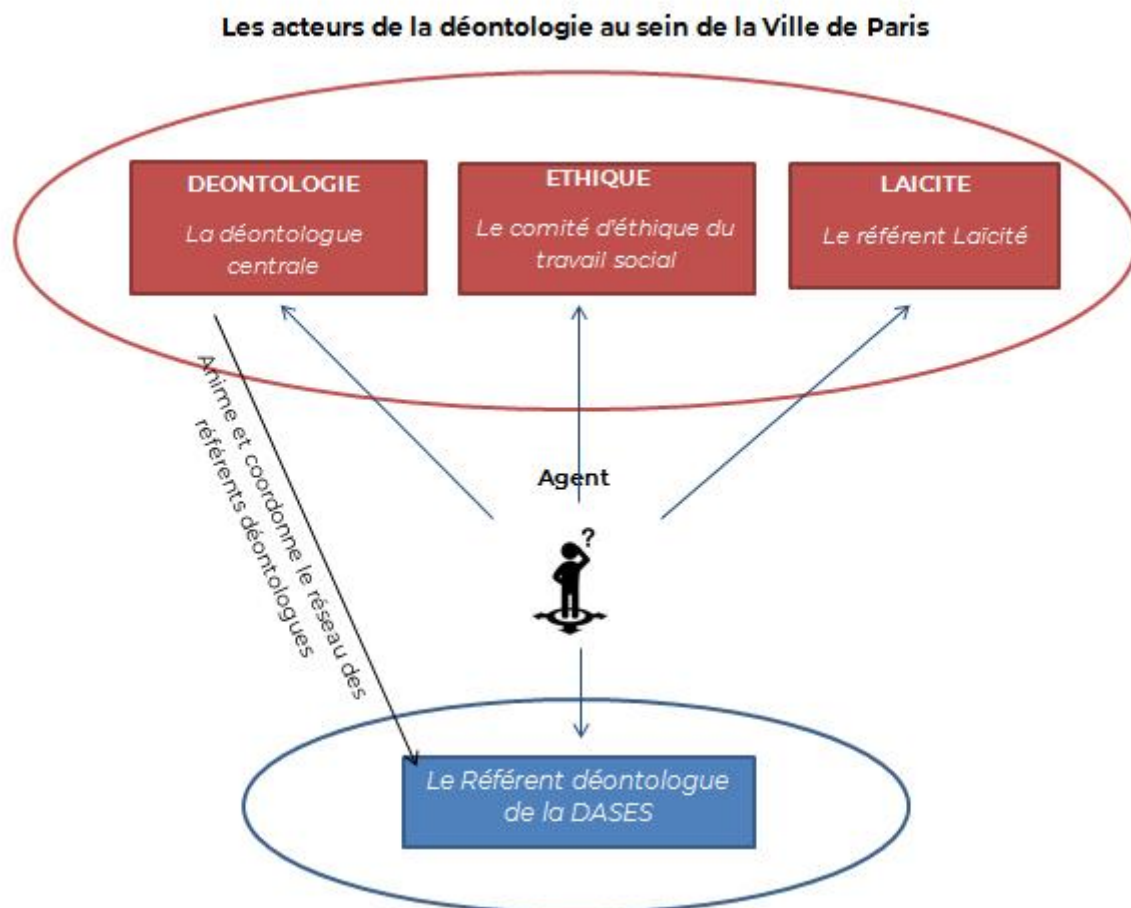 Les acteurs de la déontologie au sein de la Ville de Paris
DEONTOLOGIE
La déontologue
centrale
ETHIQUE
Le comité d'éthique du
travail social
LAICITE
Le référent Laïcité
Anime et coordonne le réseau des
référents déontologues
Agent
?
Le Référent déontologue
de la DASES